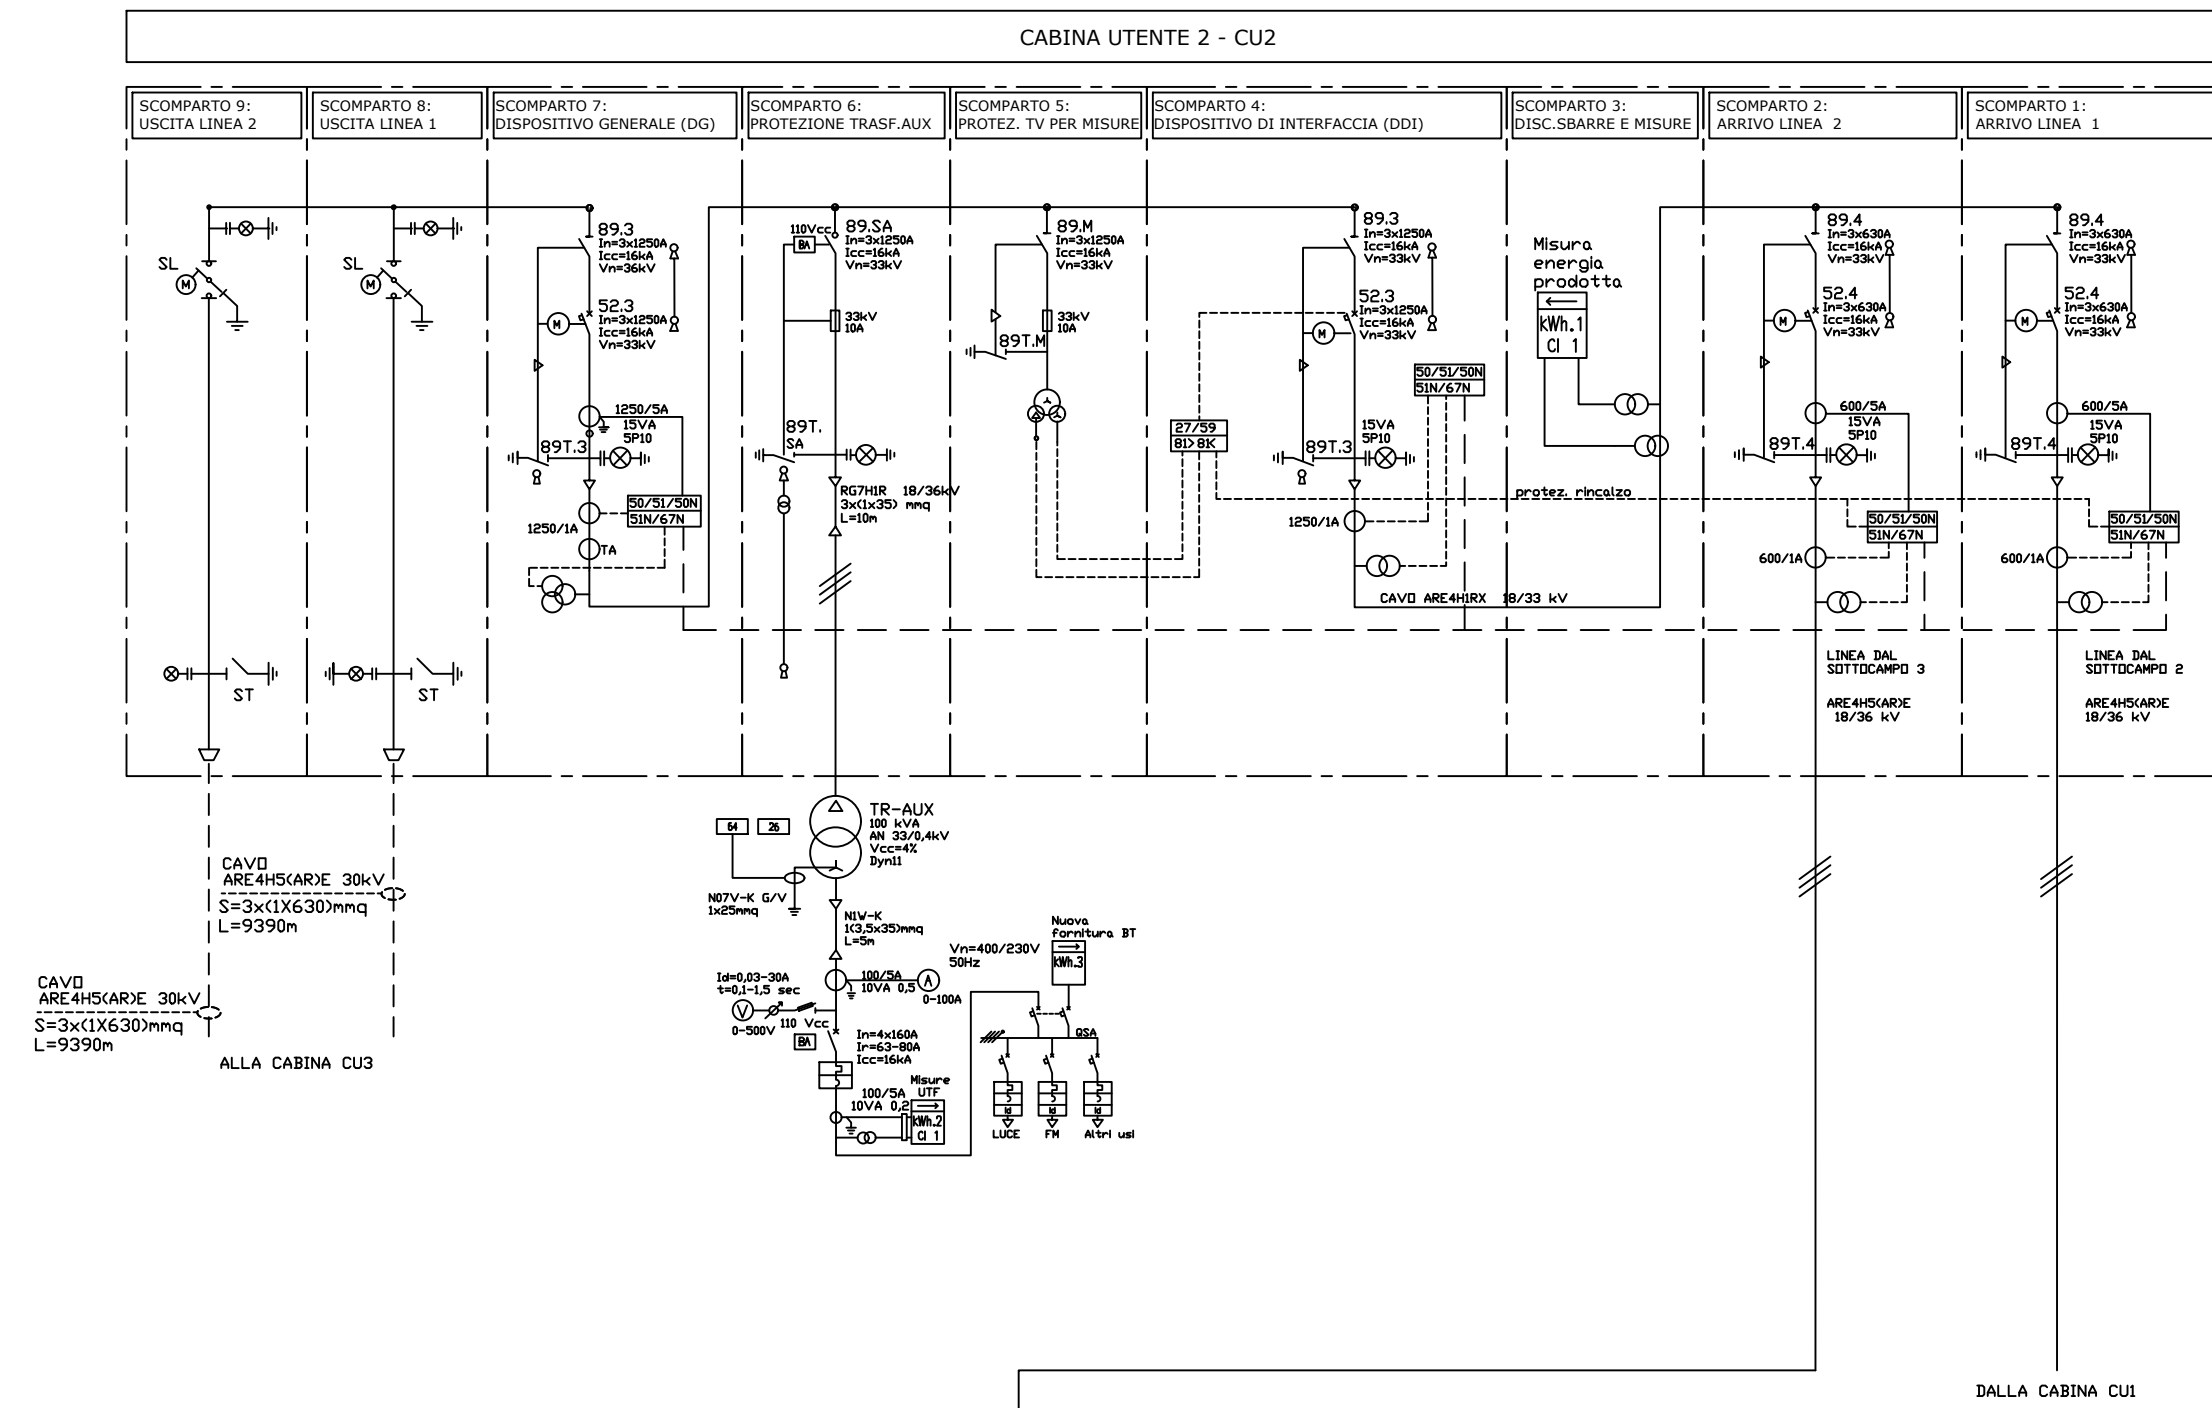 CABINA UTENTE 2 - CU2
SCOMPARTO 9:
USCITA LINEA 2
SCOMPARTO 8:
USCITA LINEA 1
SCOMPARTO 7:
DISPOSITIVO GENERALE (DG)
SCOMPARTO 6:
PROTEZIONE TRASF.AUX
SCOMPARTO 5:
PROTEZ. TV PER MISURE
SCOMPARTO 4:
DISPOSITIVO DI INTERFACCIA (DDI)
SCOMPARTO 3:
DISC.SBARRE E MISURE
SCOMPARTO 2:
ARRIVO LINEA  2
SCOMPARTO 1:
ARRIVO LINEA  1
SL
M
ST
CAVO
ARE4H5(AR)E 30kV
S=3x(1X630)mmq
L=9390m
SL
M
ST
CAVO
ARE4H5(AR)E 30kV
S=3x(1X630)mmq
L=9390m
ALLA CABINA CU3
89.3
In=3x1250A
Icc=16kA
Vn=36kV
52.3
In=3x1250A
Icc=16kA
Vn=33kV
M
1250/5A
15VA
5P10
89T.3
50/51/50N
51N/67N
1250/1A
TA
110Vcc
BA
89.SA
In=3x1250A
Icc=16kA
Vn=33kV
33kV
10A
89T.
SA
RG7H1R   18/36kV
3x(1x35) mmq
L=10m
89.M
In=3x1250A
Icc=16kA
Vn=33kV
33kV
10A
89T.M
89.3
In=3x1250A
Icc=16kA
Vn=33kV
52.3
In=3x1250A
Icc=16kA
Vn=33kV
M
50/51/50N
51N/67N
27/59
81> 81<
15VA
5P10
89T.3
1250/1A
CAVO ARE4H1RX  18/33 kV
Misura
energia
prodotta
kWh.1
Cl 1
protez. rincalzo
89.4
In=3x630A
Icc=16kA
Vn=33kV
52.4
In=3x630A
Icc=16kA
Vn=33kV
M
600/5A
15VA
5P10
89T.4
50/51/50N
51N/67N
600/1A
LINEA DAL
SOTTOCAMPO 3
ARE4H5(AR)E
18/36 kV
89.4
In=3x630A
Icc=16kA
Vn=33kV
52.4
In=3x630A
Icc=16kA
Vn=33kV
M
600/5A
15VA
5P10
89T.4
50/51/50N
51N/67N
600/1A
LINEA DAL
SOTTOCAMPO 2
ARE4H5(AR)E
18/36 kV
64
26
TR-AUX
100 kVA
AN 33/0,4kV
Vcc=4%
Dyn11
N07V-K G/V
1x25mmq
N1W-K
1(3,5x35)mmq
L=5m
Id=0,03-30A
t=0,1-1,5 sec
V
0-500V
110 Vcc
BA
100/5A
10VA 0,5
A
0-100A
In=4x160A
Ir=63-80A
Icc=16kA
100/5A
10VA 0,2
Misure
UTF
kWh.2
Cl 1
Vn=400/230V
50Hz
Nuova
fornitura BT
kWh.3
QSA
Id
Id
Id
LUCE
FM
Altri usi
DALLA CABINA CU1